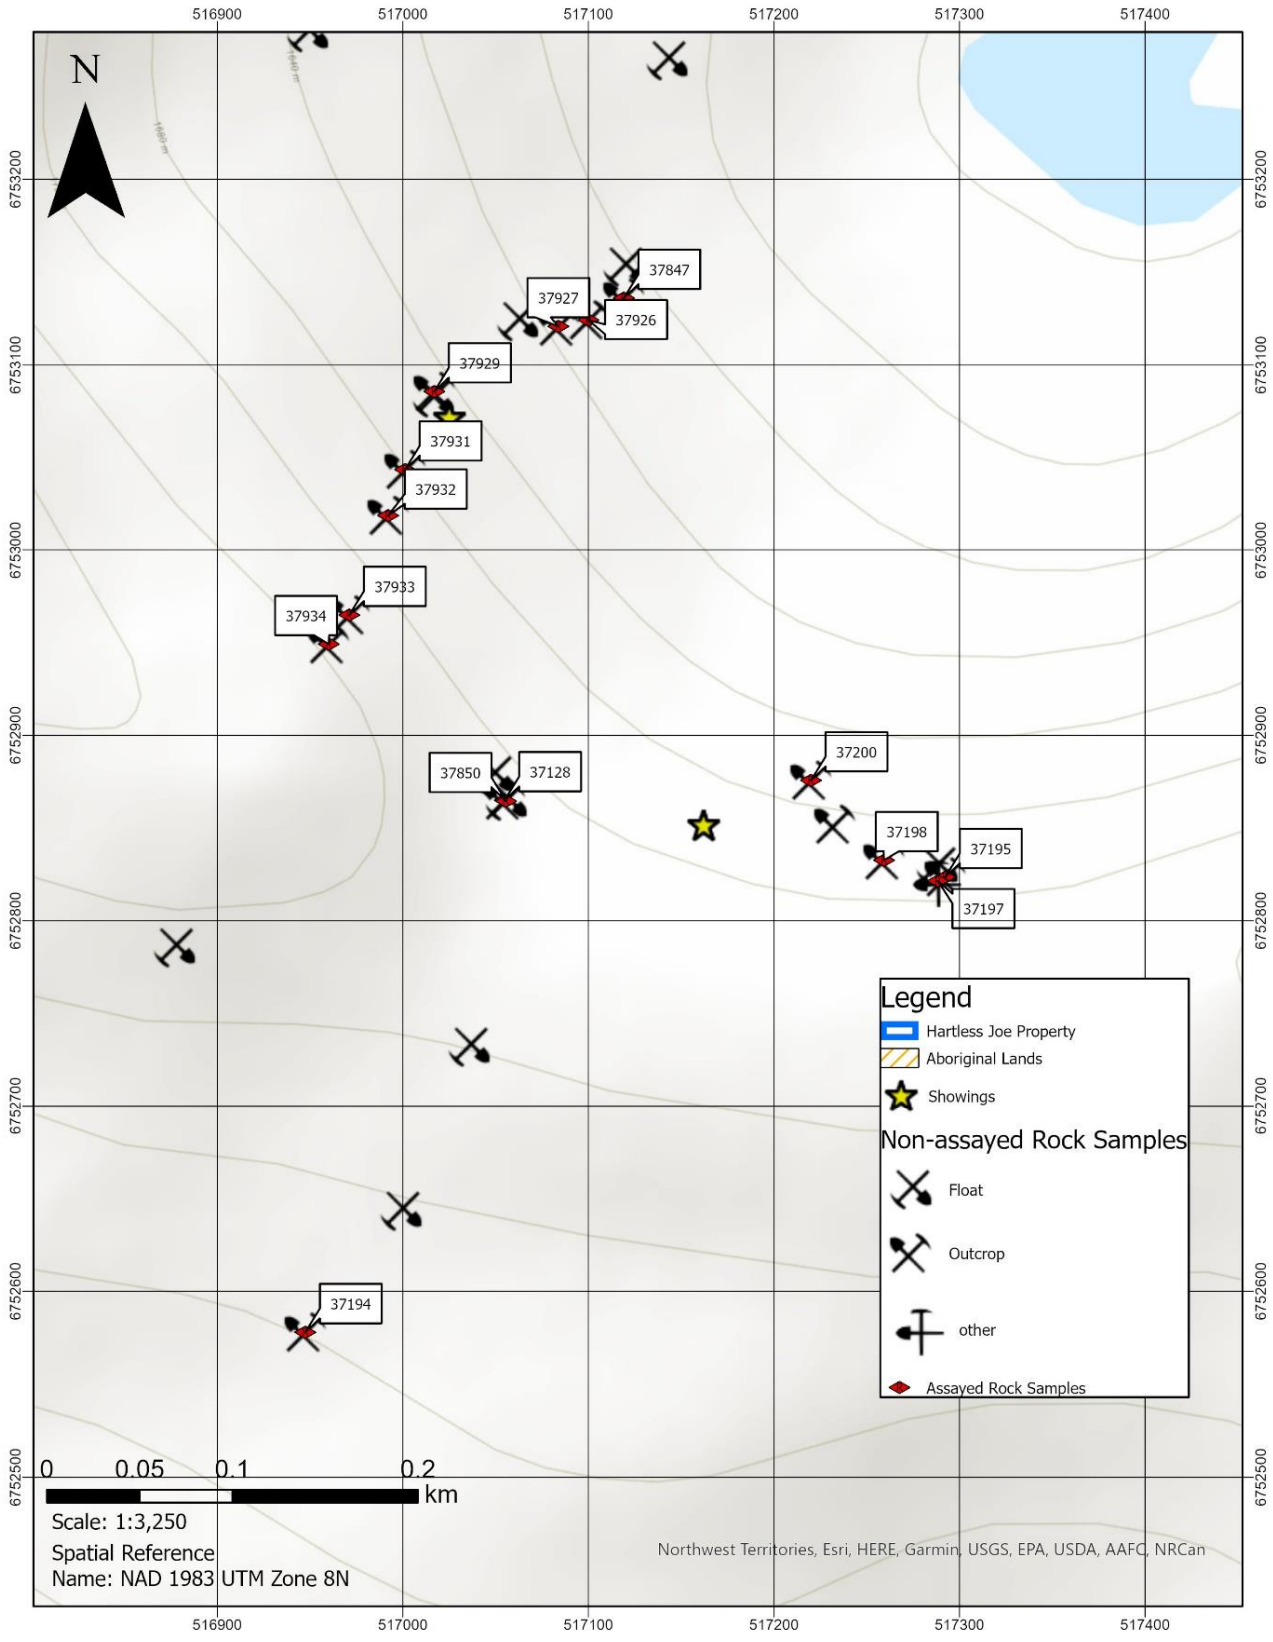 516900 517000 517100 517200 517300 517400
N
1640 m
1680 m
6753200 6753200
37847
37927
37926
6753100 6753100
37929
37931
37932
6753000 6753000
37933
37934
6752900 6752900
37200
37850 37128
37198
37195
37197
6752800 6752800
Legend
Hartless Joe Property
Aboriginal Lands
Showings
6752700 6752700
Non-assayed Rock Samples
Float
Outcrop
6752600 6752600
37194
other
Assayed Rock Samples
6752500 6752500
0 0.05 0.1 0.2
km
Scale: 1:3,250
Spatial Reference
Name: NAD 1983 UTM Zone 8N
Northwest Territories, Esri, HERE, Garmin, USGS, EPA, USDA, AAFC, NRCan
516900 517000 517100 517200 517300 517400